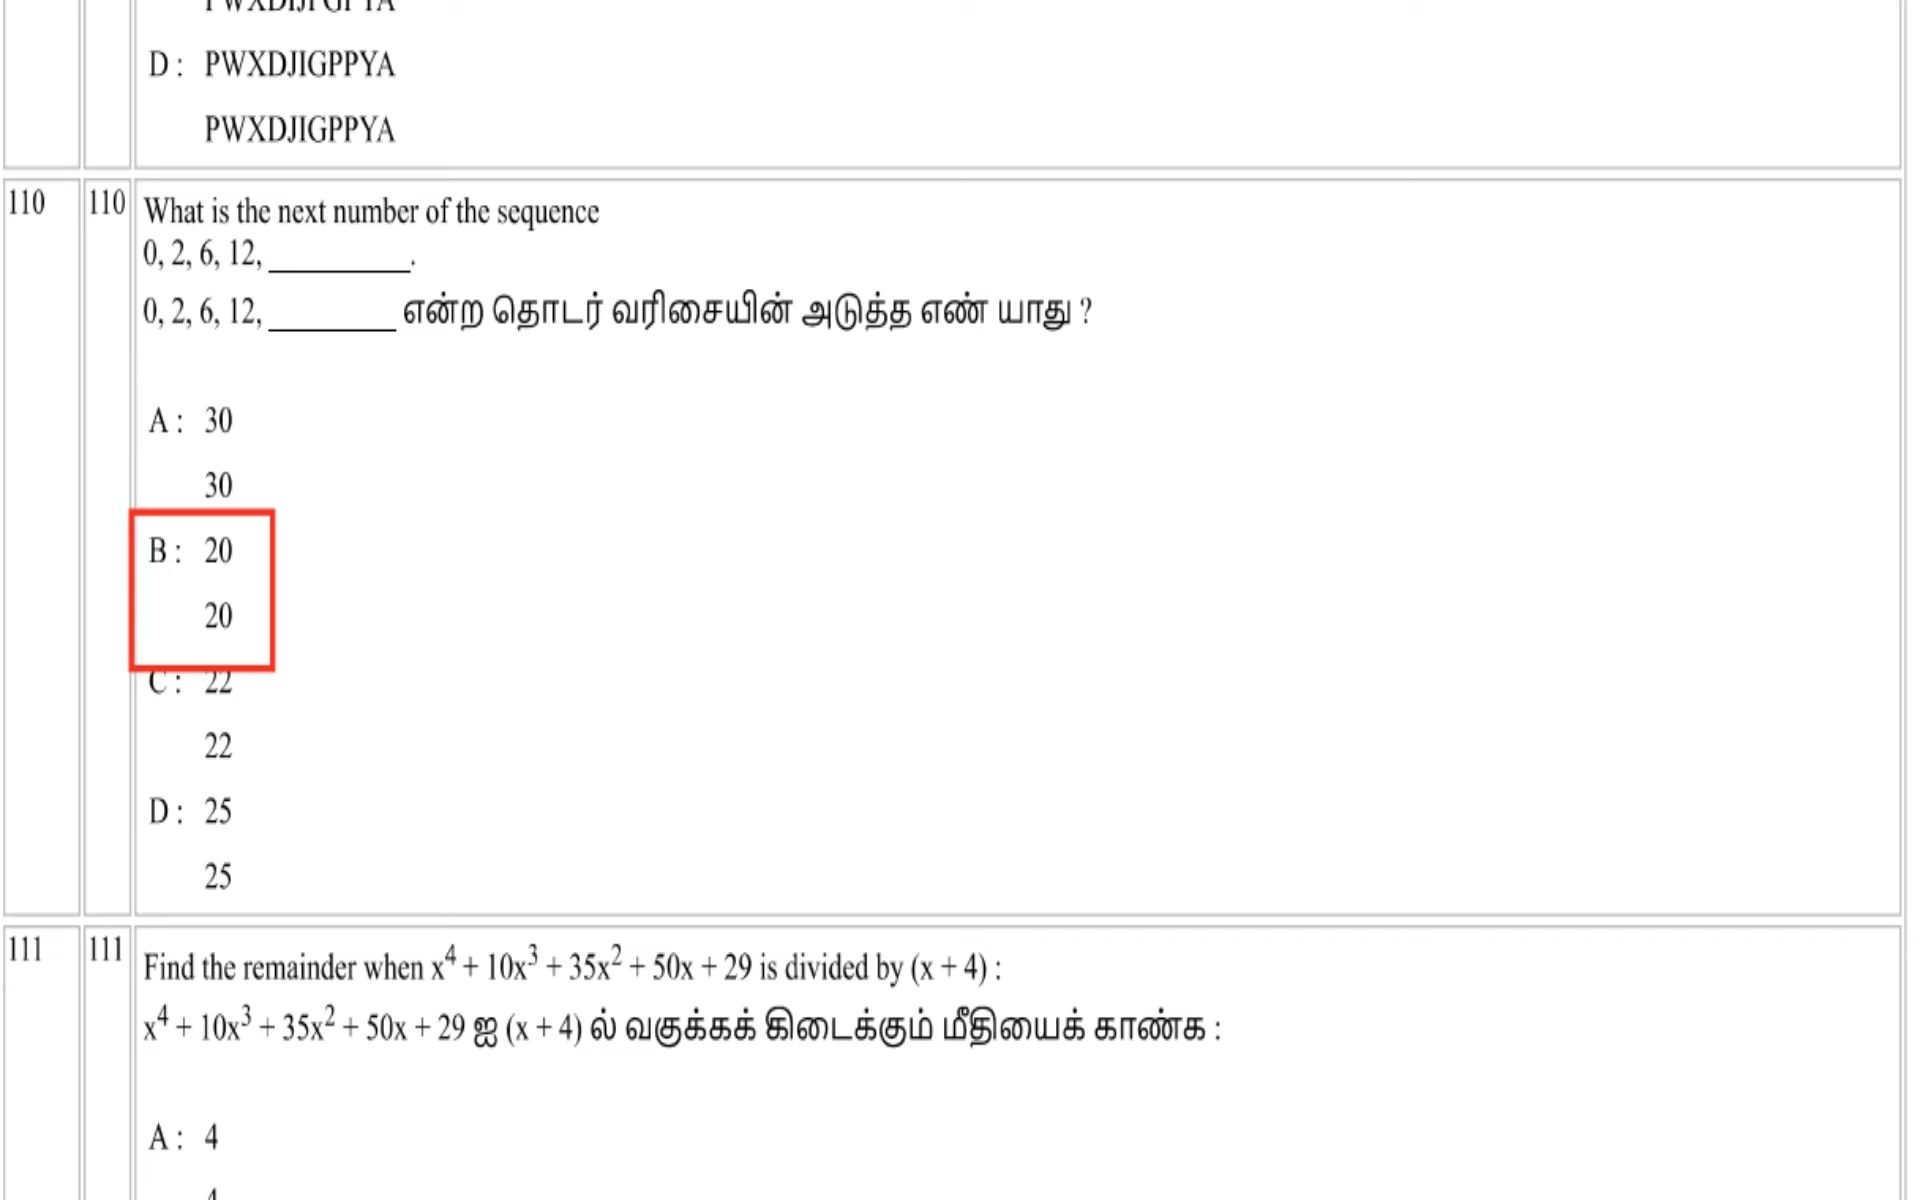 D : PWXDJIGPPYA
PWXDJIGPPYA
110 110 What is the next number of the sequence
0, 2, 6, 12, __________.
0, 2, 6, 12, _________ என்ற தொடர் வரிசையின் அடுத்த எண் யாது ?
A : 30
30
B : 20
20
C : 22
22
D : 25
25
111 111 Find the remainder when x⁴ + 10x³ + 35x² + 50x + 29 is divided by (x + 4) :
x⁴ + 10x³ + 35x² + 50x + 29 ஐ (x + 4) ல் வகுக்கக் கிடைக்கும் மீதியைக் காண்க :
A : 4